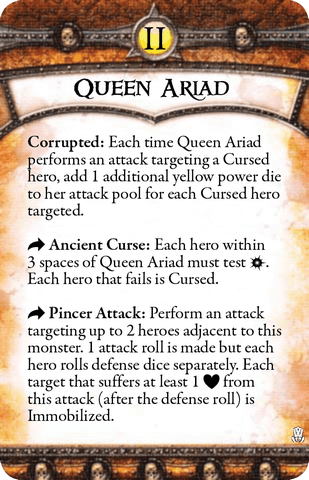 II
Queen Ariad
Corrupted: Each time Queen Ariad
performs an attack targeting a Cursed
hero, add 1 additional yellow power die
to her attack pool for each Cursed hero
targeted.
Ancient Curse: Each hero within
3 spaces of Queen Ariad must test .
Each hero that fails is Cursed.
Pincer Attack: Perform an attack
targeting up to 2 heroes adjacent to this
monster. 1 attack roll is made but each
hero rolls defense dice separately. Each
target that suffers at least 1 ♥ from
this attack (after the defense roll) is
Immobilized.